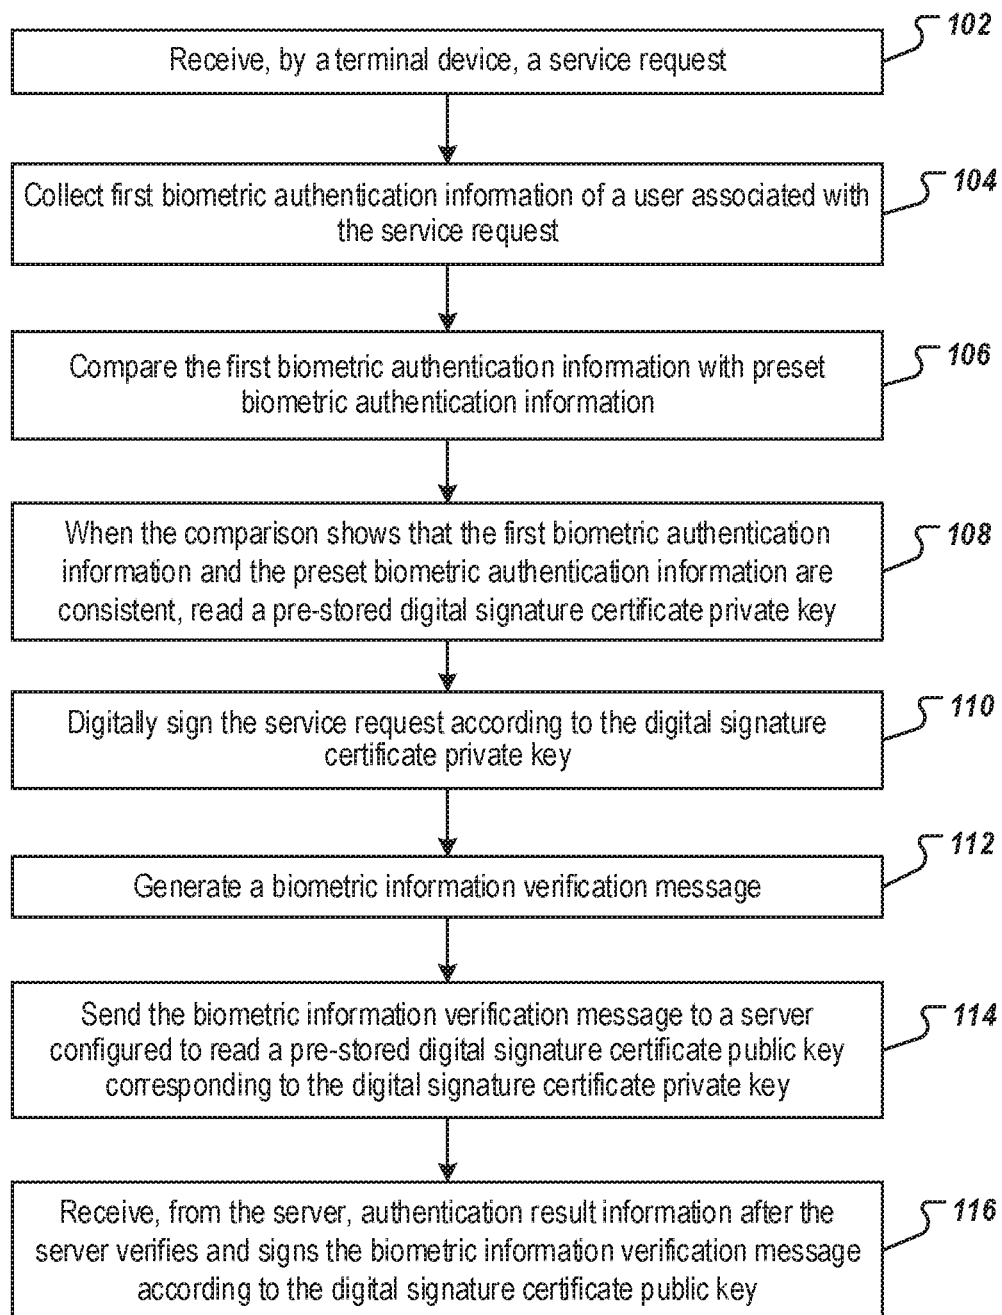 Receive, by a terminal device, a service request
102
Collect first biometric authentication information of a user associated with
the service request
104
Compare the first biometric authentication information with preset
biometric authentication information
106
When the comparison shows that the first biometric authentication
information and the preset biometric authentication information are
consistent, read a pre-stored digital signature certificate private key
108
Digitally sign the service request according to the digital signature
certificate private key
110
Generate a biometric information verification message
112
Send the biometric information verification message to a server
configured to read a pre-stored digital signature certificate public key
corresponding to the digital signature certificate private key
114
Receive, from the server, authentication result information after the
server verifies and signs the biometric information verification message
according to the digital signature certificate public key
116